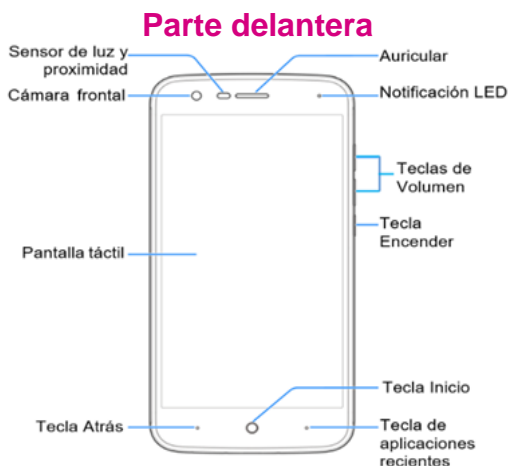 Parte delantera
Sensor de luz y
proximidad
Cámara frontal
Pantalla táctil
Tecla Atrás
Auricular
Notificación LED
Teclas de
Volumen
Tecla
Encender
Tecla Inicio
Tecla de
aplicaciones
recientes